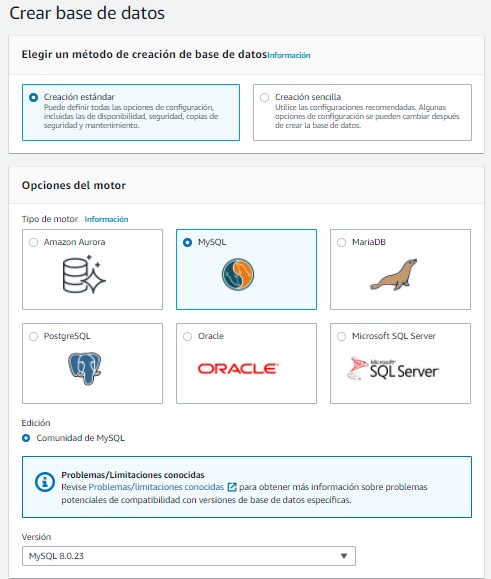 Crear base de datos
Elegir un método de creación de base de datosInformación
Creación estándar
Puede definir todas las opciones de configuración,
incluidas las de disponibilidad, seguridad, copias de
seguridad y mantenimiento.
Creación sencilla
Utilice las configuraciones recomendadas. Algunas
opciones de configuración se pueden cambiar después
de crear la base de datos.
Opciones del motor
Tipo de motor Información
Amazon Aurora
MySQL
MariaDB
PostgreSQL
Oracle
ORACLE
Microsoft SQL Server
Microsoft
SQL Server
Edición
Comunidad de MySQL
Problemas/Limitaciones conocidas
Revise Problemas/limitaciones conocidas para obtener más información sobre problemas
potenciales de compatibilidad con versiones de base de datos específicas.
Versión
MySQL 8.0.23